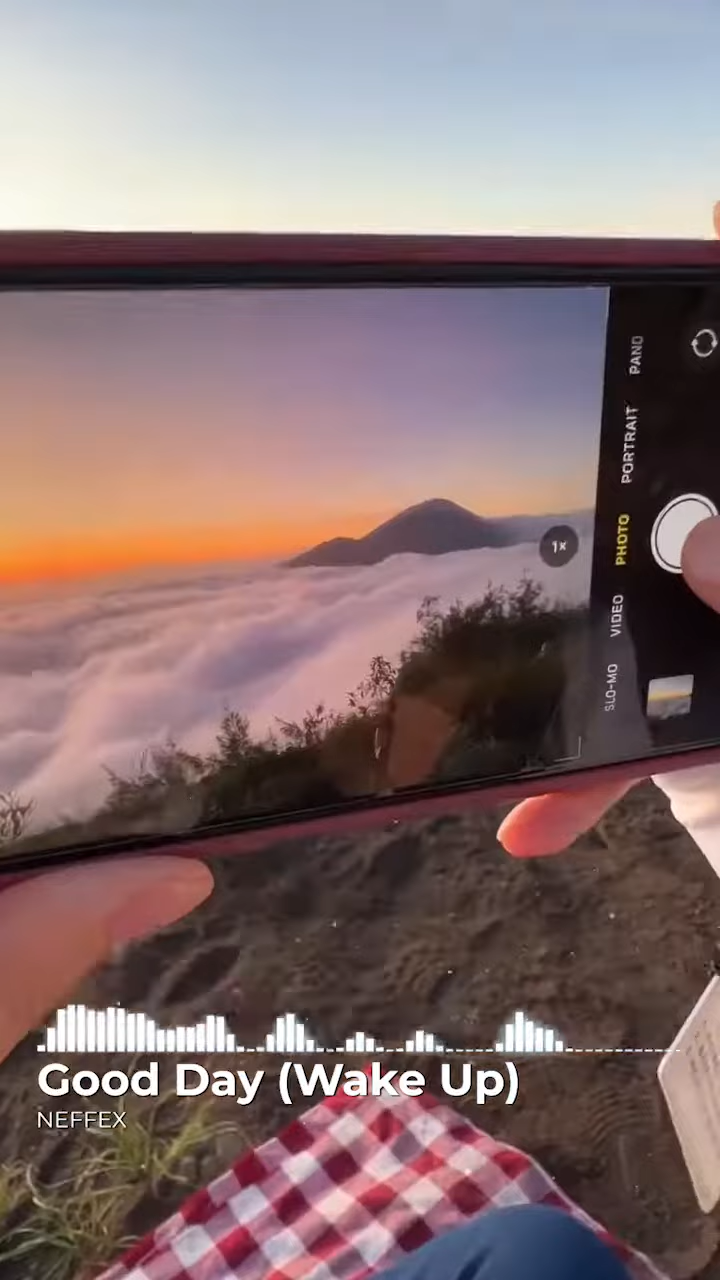 PANO
PORTRAIT
PHOTO
VIDEO
SLO-MO
1×
Good Day (Wake Up)
NEFFEX